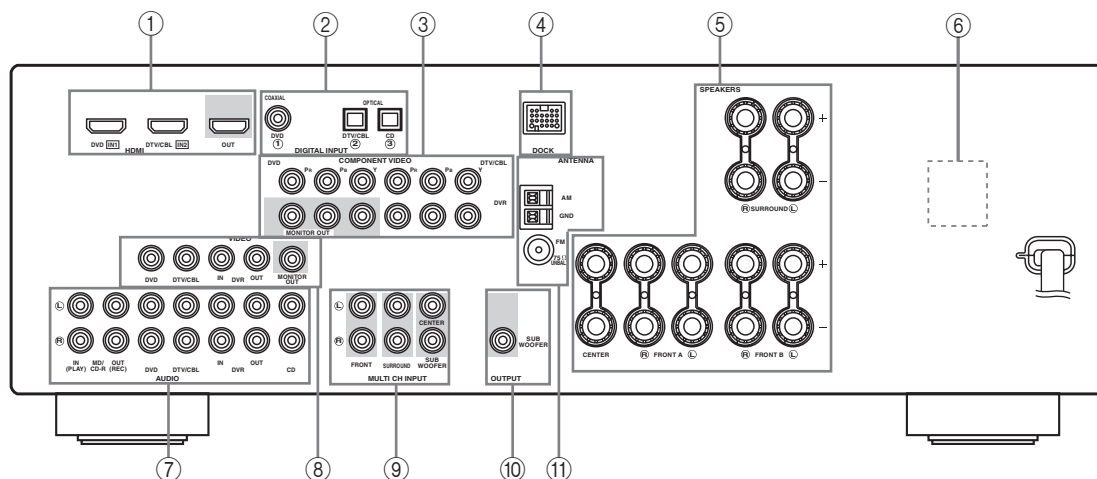 ① ② ③ ④ ⑤ ⑥
SPEAKERS
COAXIAL OPTICAL
DVD IN1 DTV/CBL IN2 OUT
HDMI
DVD DTV/CBL CD
① ② ③
DIGITAL INPUT
DOCK
ANTENNA
COMPONENT VIDEO
DVD PR PB Y PR PB Y DTV/CBL
DVR
MONITOR OUT
AM
GND
FM
75Ω UNBAL.
+
–
Ⓡ SURROUND Ⓛ
VIDEO
DVD DTV/CBL IN DVR OUT MONITOR OUT
Ⓛ
Ⓡ
IN (PLAY) MD/CD-R OUT (REC) DVD DTV/CBL IN DVR OUT CD
AUDIO
Ⓛ
Ⓡ
CENTER
FRONT SURROUND SUB WOOFER
MULTI CH INPUT
SUB WOOFER
OUTPUT
+
–
CENTER Ⓡ FRONT A Ⓛ Ⓡ FRONT B Ⓛ
⑦ ⑧ ⑨ ⑩ ⑪